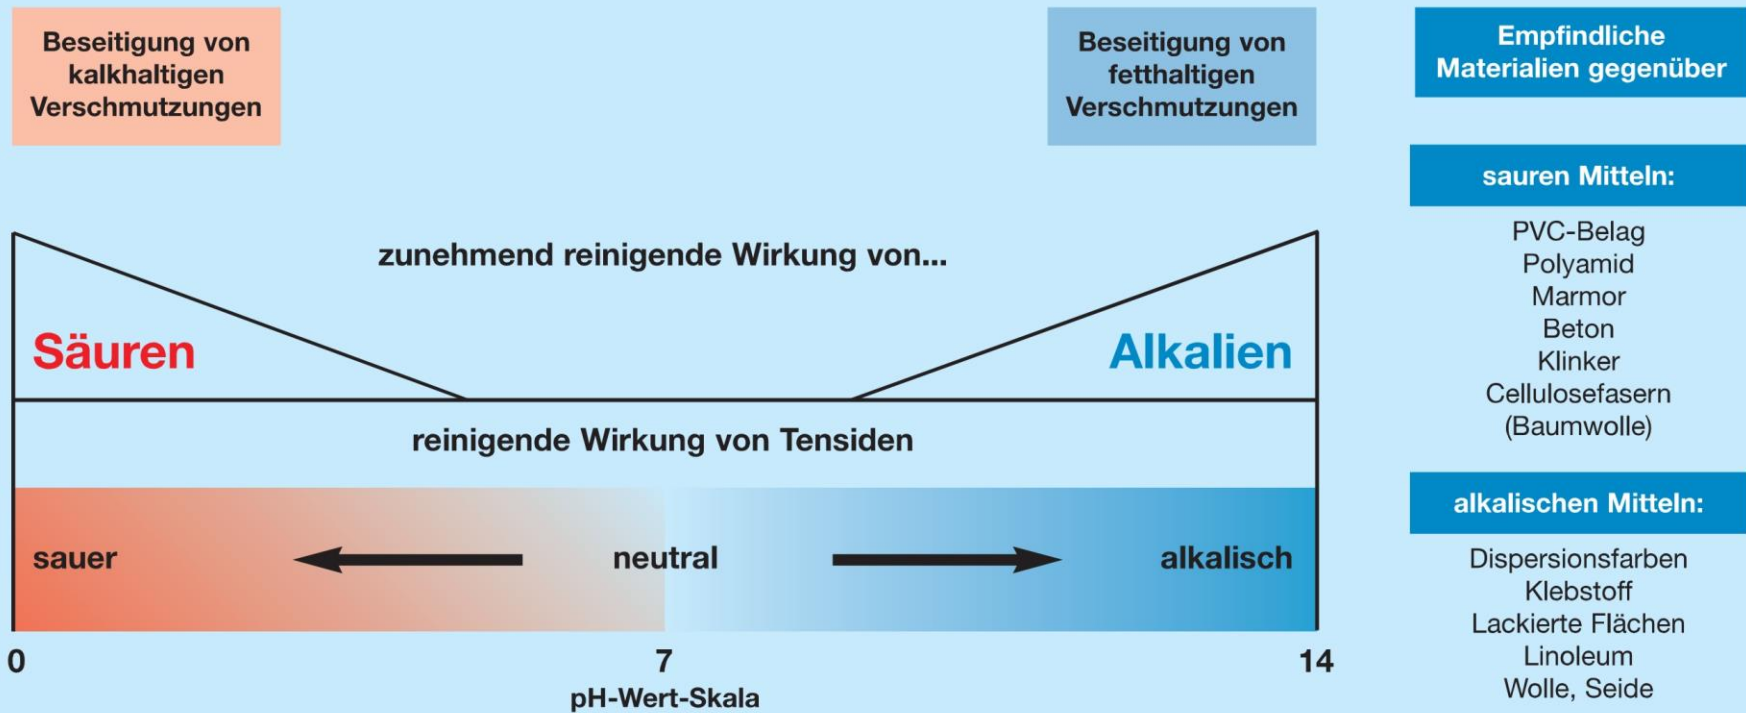 Beseitigung von
kalkhaltigen
Verschmutzungen
Beseitigung von
fetthaltigen
Verschmutzungen
zunehmend reinigende Wirkung von...
Säuren
Alkalien
reinigende Wirkung von Tensiden
sauer
neutral
alkalisch
0
7
14
pH-Wert-Skala
Empfindliche
Materialien gegenüber
sauren Mitteln:
PVC-Belag
Polyamid
Marmor
Beton
Klinker
Cellulosefasern
(Baumwolle)
alkalischen Mitteln:
Dispersionsfarben
Klebstoff
Lackierte Flächen
Linoleum
Wolle, Seide